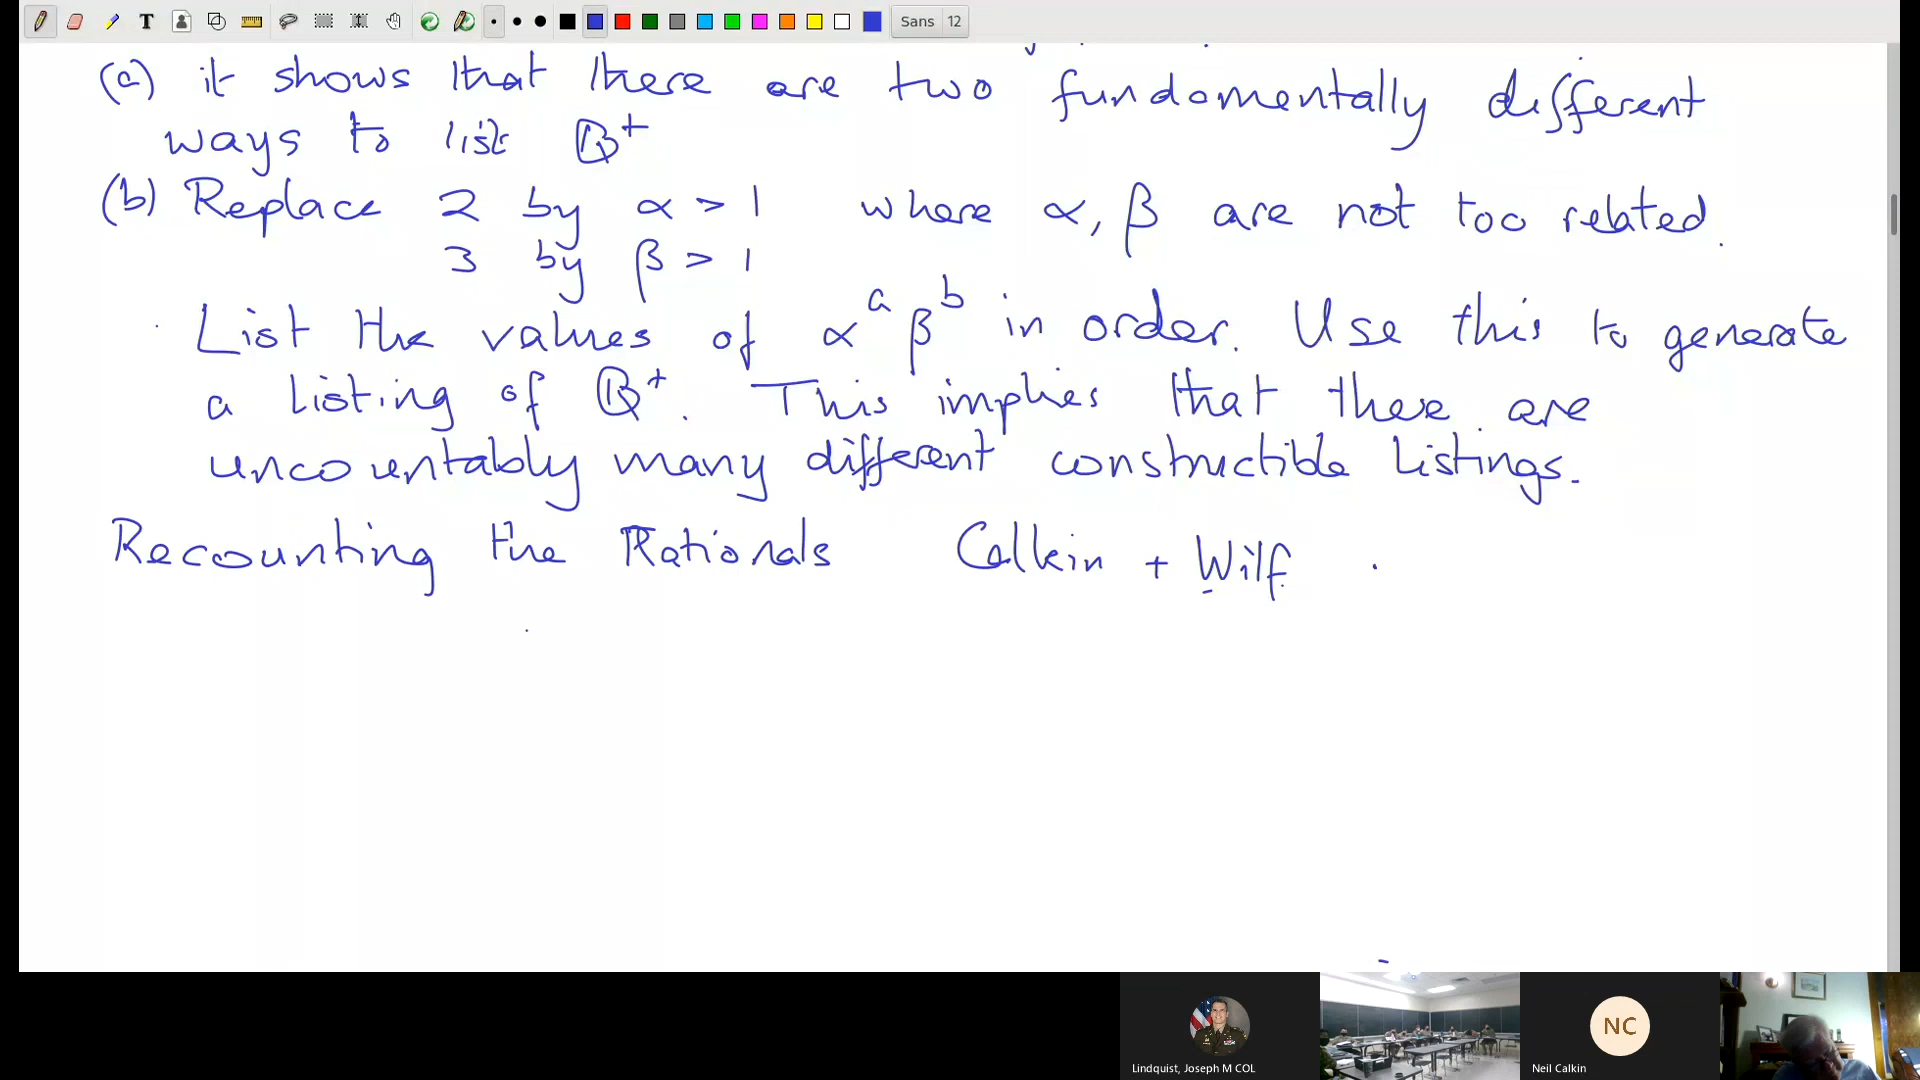 Sans 12
(a) it shows that there are two fundamentally different
ways to list ℚ⁺
(b) Replace 2 by α > 1 where α, β are not too related.
3 by β > 1
List the values of α^a β^b in order. Use this to generate
a listing of ℚ⁺. This implies that there are
uncountably many different constructible listings.
Recounting the Rationals Calkin + Wilf
NC
Lindquist, Joseph M COL
Neil Calkin